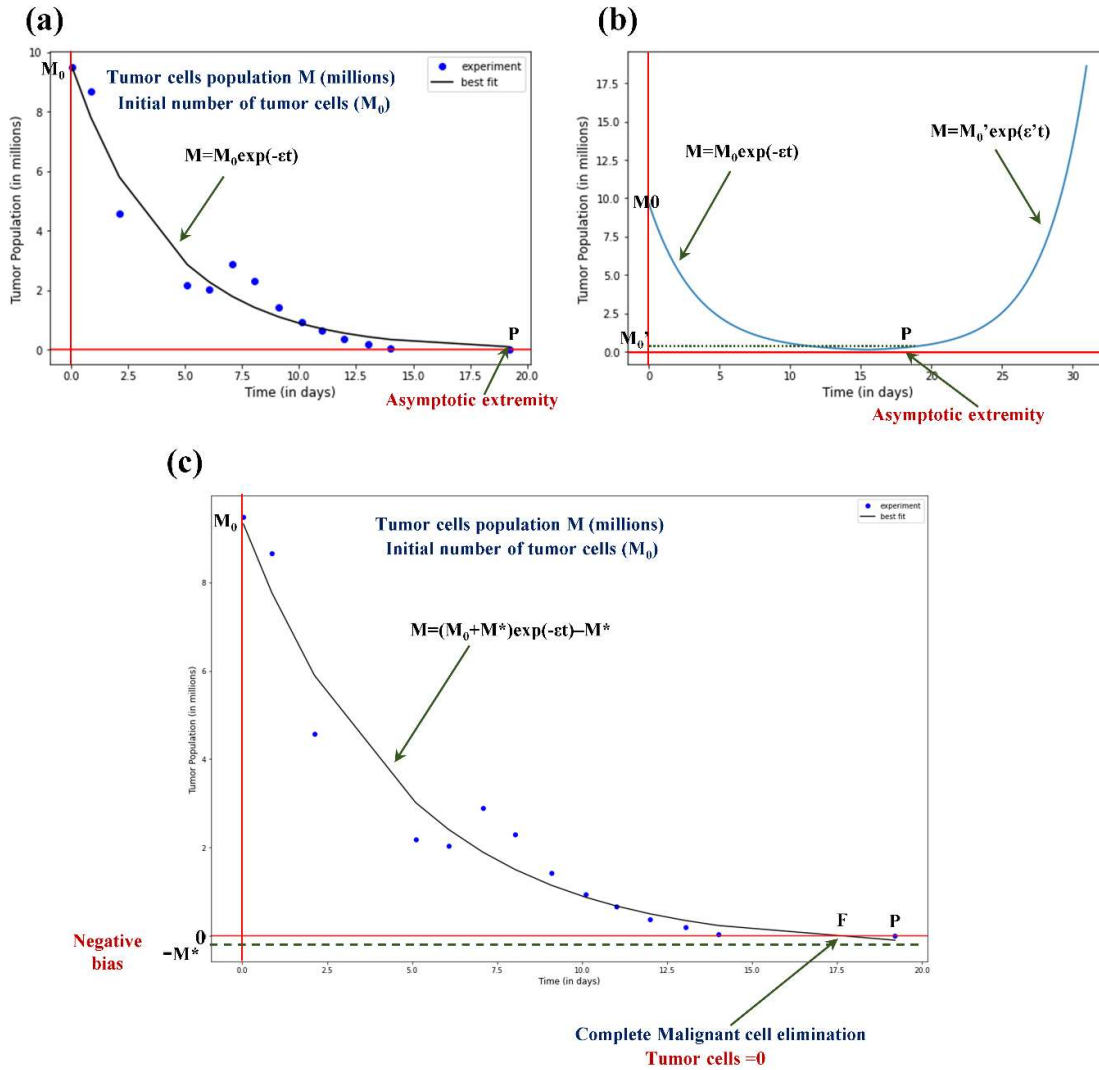 (a)
Tumor cells population M (millions)
Initial number of tumor cells (M₀)
experiment
best fit
M₀
M=M₀exp(-εt)
P
Tumor Population (in millions)
10
8
6
4
2
0
0.0 2.5 5.0 7.5 10.0 12.5 15.0 17.5 20.0
Time (in days)
Asymptotic extremity
(b)
M=M₀exp(-εt)
M=M₀’exp(ε’t)
M0
M₀’
P
Tumor Population (in millions)
17.5
15.0
12.5
10.0
7.5
5.0
2.5
0.0
0 5 10 15 20 25 30
Time (in days)
Asymptotic extremity
(c)
Tumor cells population M (millions)
Initial number of tumor cells (M₀)
experiment
best fit
M₀
M=(M₀+M*)exp(-εt)–M*
Tumor Population (in millions)
8
6
4
2
0
0
F
P
Negative
bias
–M*
0.0 2.5 5.0 7.5 10.0 12.5 15.0 17.5 20.0
Time (in days)
Complete Malignant cell elimination
Tumor cells =0